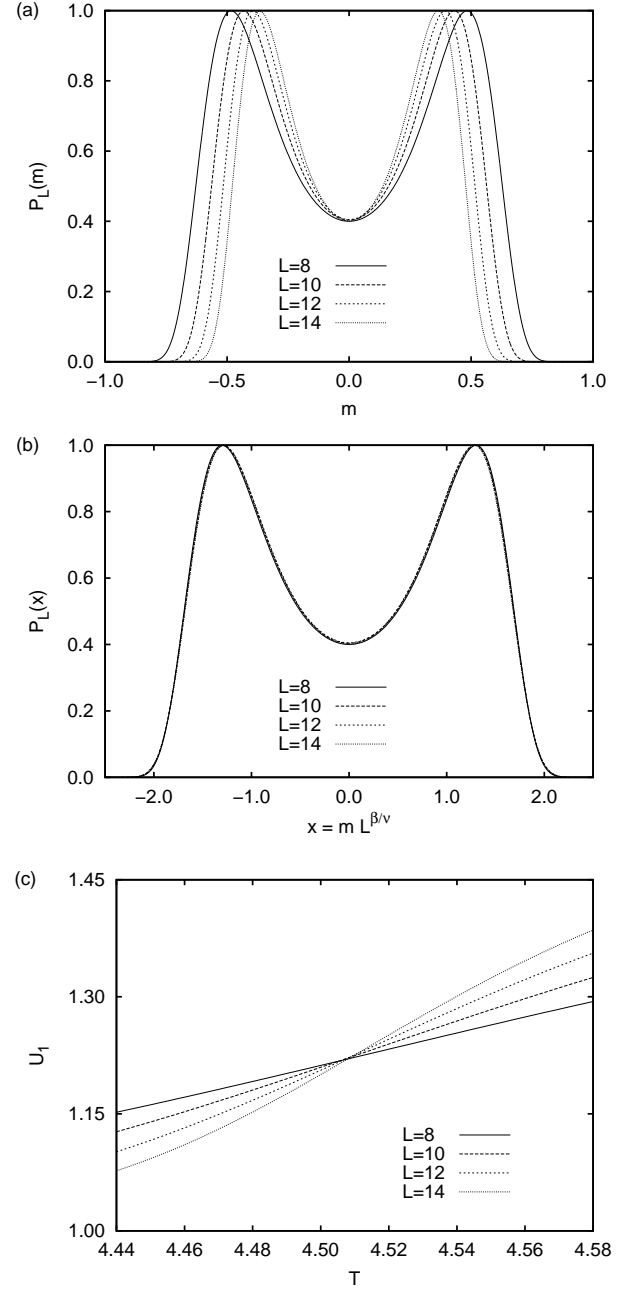 (a)
1.0
0.8
0.6
0.4
0.2
0.0
P_L(m)
L=8
L=10
L=12
L=14
−1.0 −0.5 0.0 0.5 1.0
m
(b)
1.0
0.8
0.6
0.4
0.2
0.0
P_L(x)
L=8
L=10
L=12
L=14
−2.0 −1.0 0.0 1.0 2.0
x = m L^β/ν
(c)
1.45
1.30
1.15
1.00
U_1
L=8
L=10
L=12
L=14
4.44 4.46 4.48 4.50 4.52 4.54 4.56 4.58
T